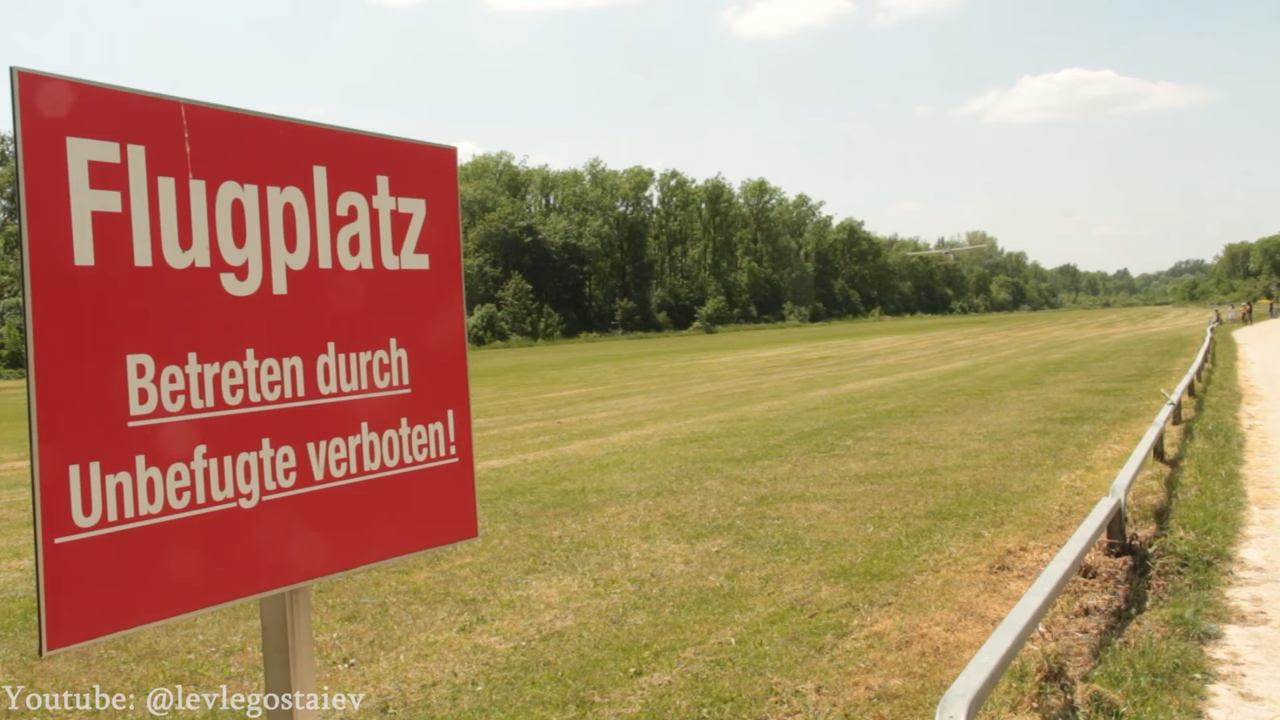 Flugplatz
Betreten durch
Unbefugte verboten!
Youtube: @levlegostaiev